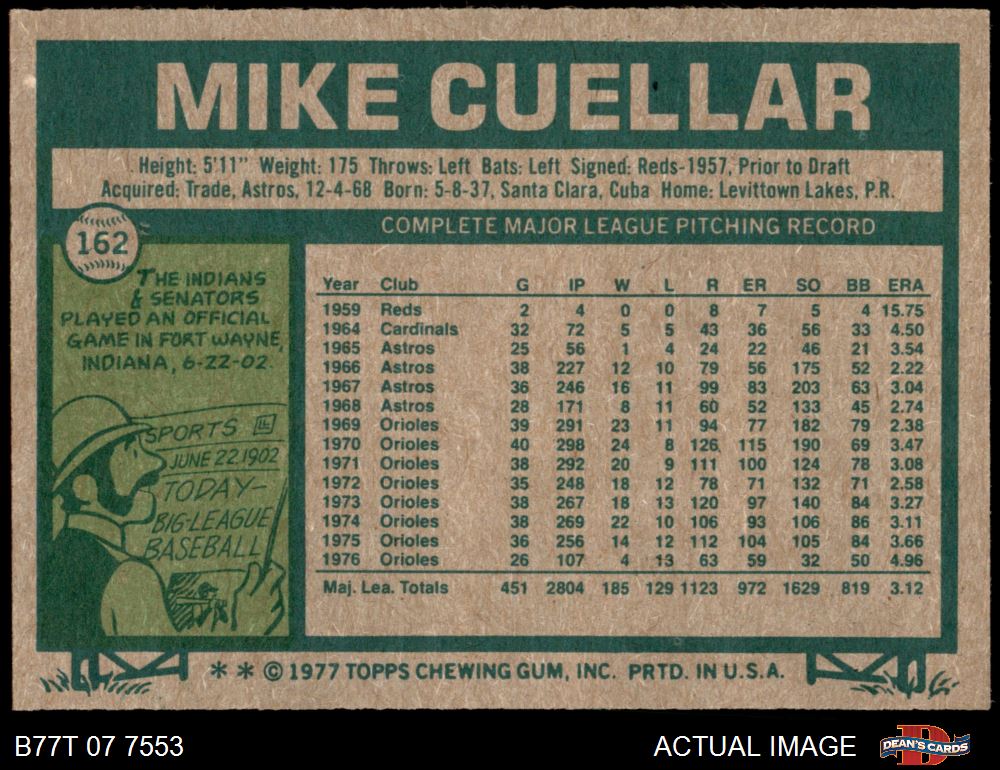 MIKE CUELLAR
Height: 5'11" Weight: 175 Throws: Left Bats: Left Signed: Reds-1957, Prior to Draft
Acquired: Trade, Astros, 12-4-68 Born: 5-8-37, Santa Clara, Cuba Home: Levittown Lakes, P.R.
162
COMPLETE MAJOR LEAGUE PITCHING RECORD
THE INDIANS
& SENATORS
PLAYED AN OFFICIAL
GAME IN FORT WAYNE,
INDIANA, 6-22-02.
SPORTS LL
JUNE 22 1902
TODAY-
BIG-LEAGUE
BASEBALL
Year Club G IP W L R ER SO BB ERA
1959 Reds 2 4 0 0 8 7 5 4 15.75
1964 Cardinals 32 72 5 5 43 36 56 33 4.50
1965 Astros 25 56 1 4 24 22 46 21 3.54
1966 Astros 38 227 12 10 79 56 175 52 2.22
1967 Astros 36 246 16 11 99 83 203 63 3.04
1968 Astros 28 171 8 11 60 52 133 45 2.74
1969 Orioles 39 291 23 11 94 77 182 79 2.38
1970 Orioles 40 298 24 8 126 115 190 69 3.47
1971 Orioles 38 292 20 9 111 100 124 78 3.08
1972 Orioles 35 248 18 12 78 71 132 71 2.58
1973 Orioles 38 267 18 13 120 97 140 84 3.27
1974 Orioles 38 269 22 10 106 93 106 86 3.11
1975 Orioles 36 256 14 12 112 104 105 84 3.66
1976 Orioles 26 107 4 13 63 59 32 50 4.96
Maj. Lea. Totals 451 2804 185 129 1123 972 1629 819 3.12
* * © 1977 TOPPS CHEWING GUM, INC. PRTD. IN U.S.A.
B77T 07 7553
ACTUAL IMAGE
D
DEAN'S CARDS